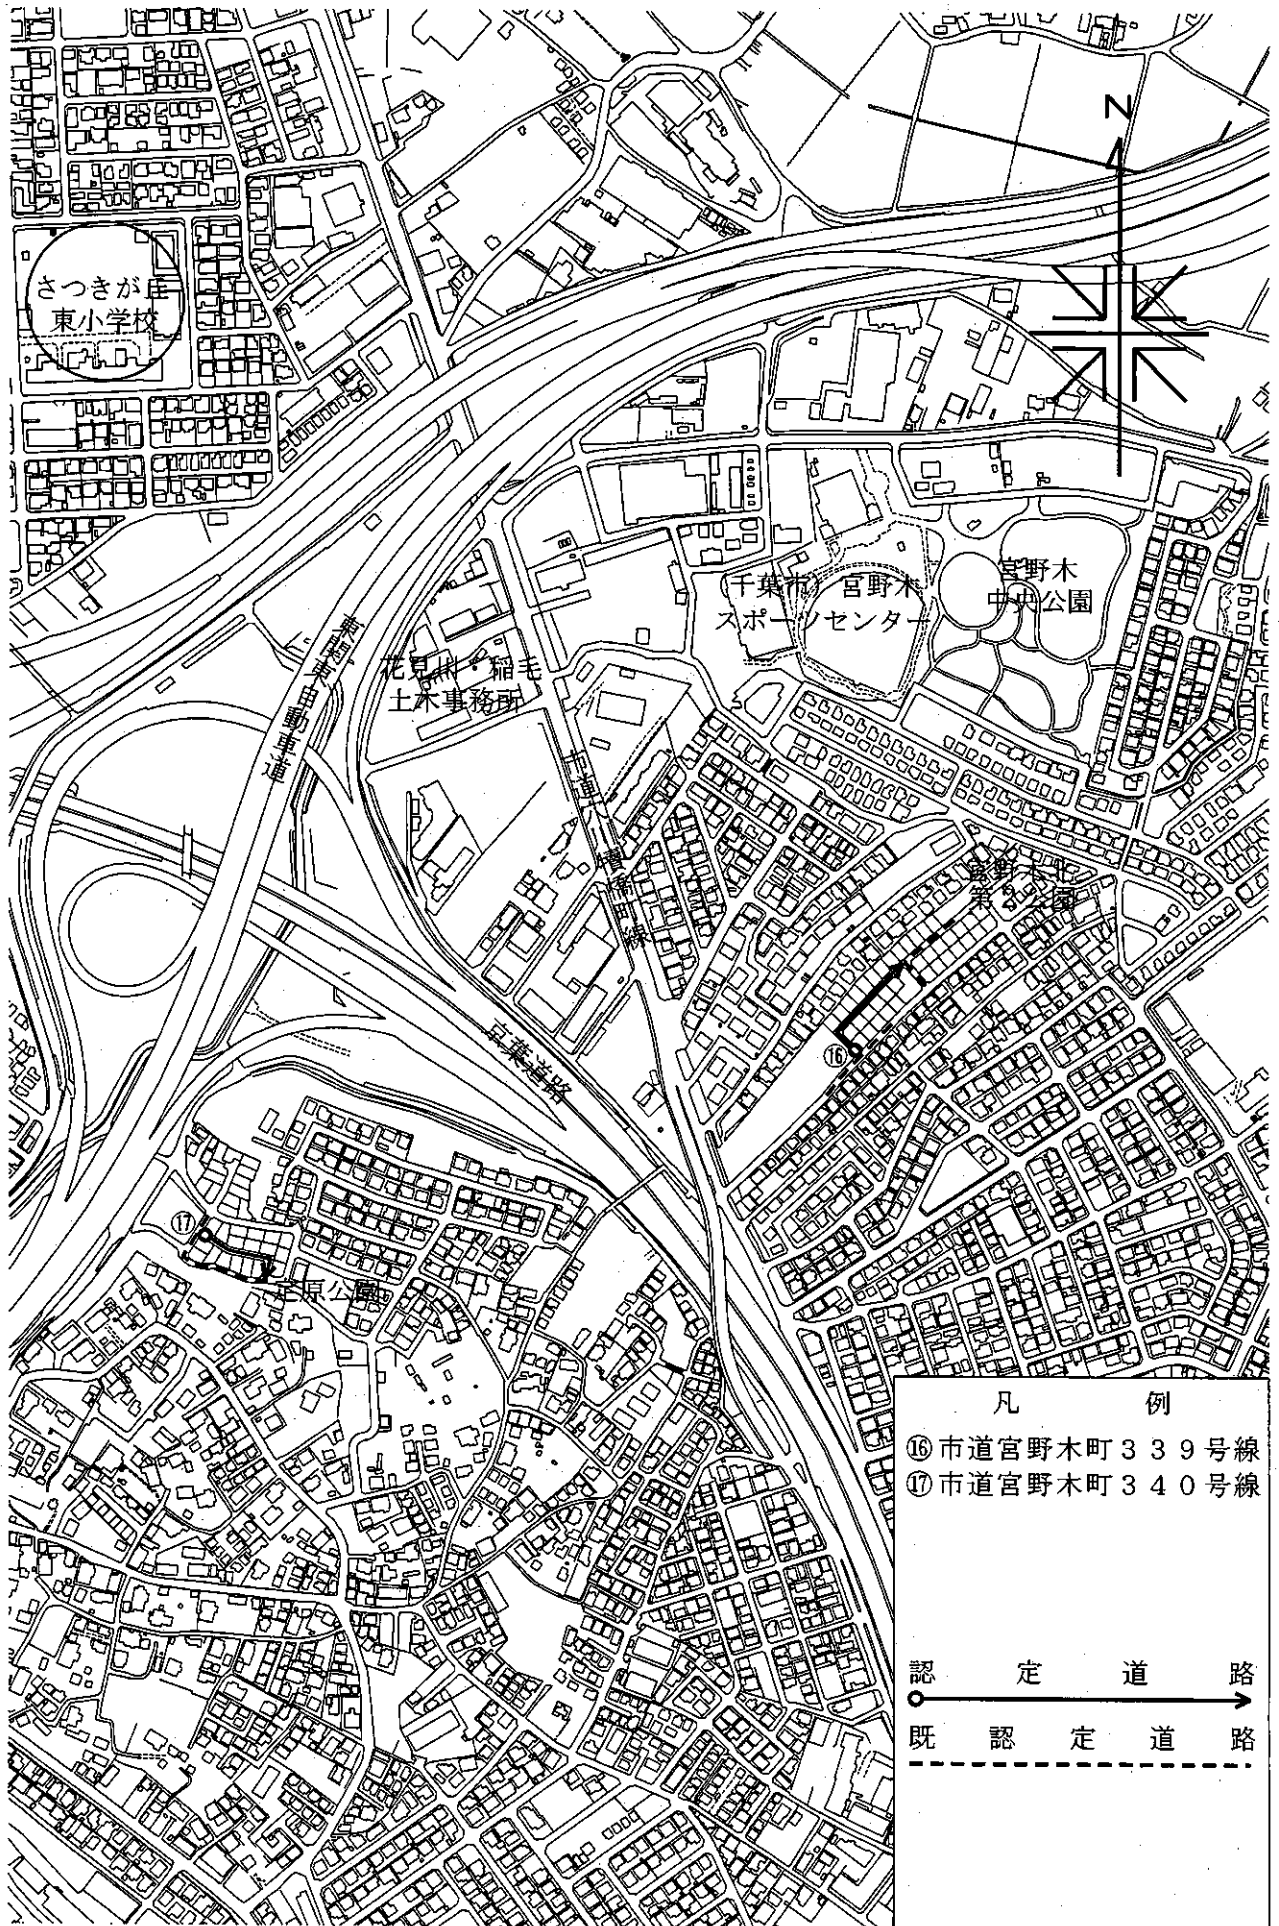 N
さつきが丘
東小学校
(千葉市) 宮野木
スポーツセンター
宮野木
中央公園
花見川・稲毛
土木事務所
東関東自動車道
宮野木北
第2公園
京葉道路
⑯
⑰
凡 例
⑯市道宮野木町339号線
⑰市道宮野木町340号線
認 定 道 路
既 認 定 道 路